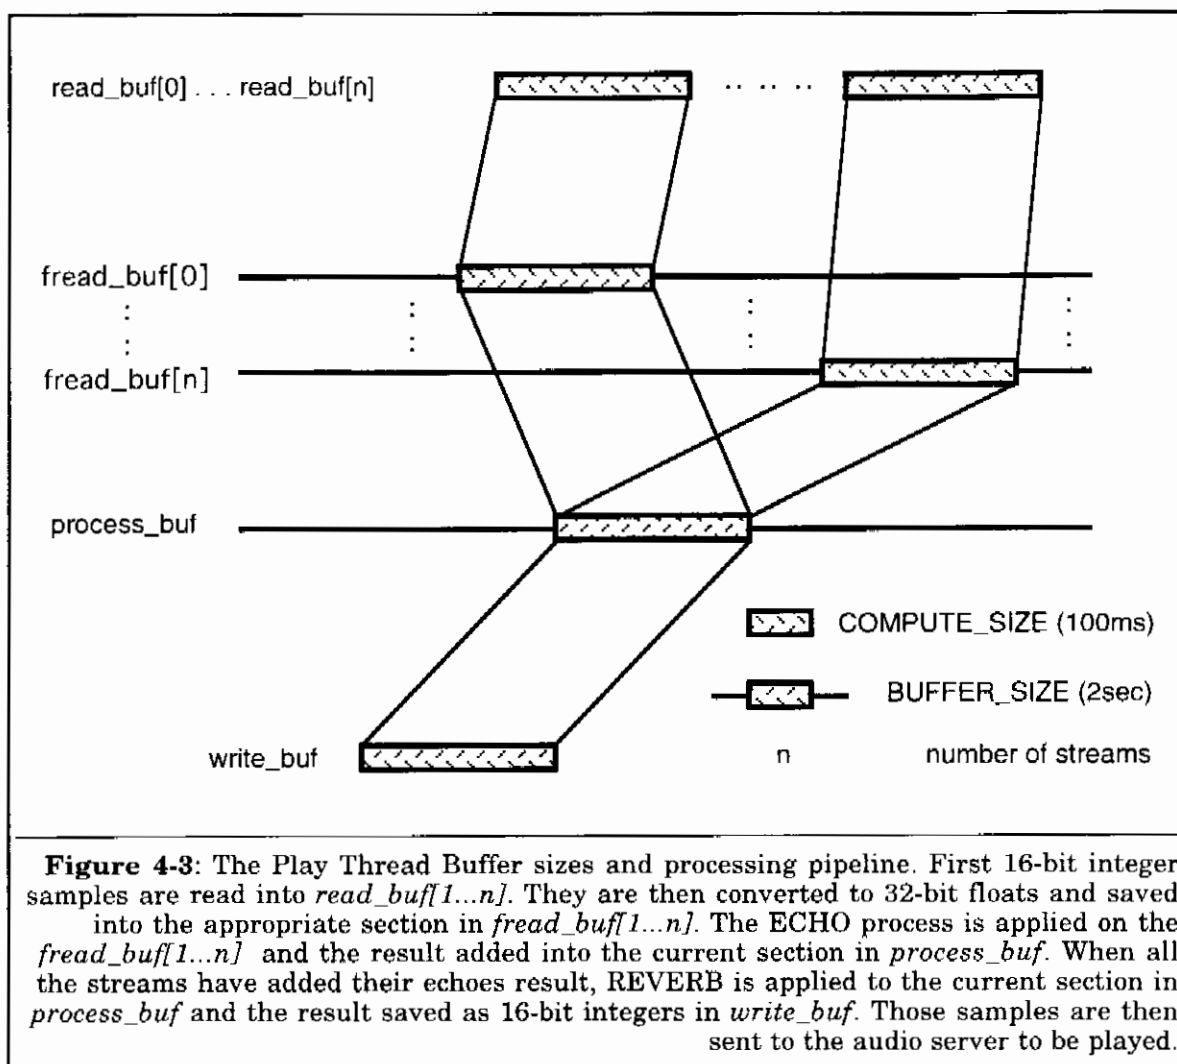 read_buf[0] . . . read_buf[n]
fread_buf[0]
fread_buf[n]
process_buf
COMPUTE_SIZE (100ms)
BUFFER_SIZE (2sec)
write_buf n number of streams
Figure 4-3: The Play Thread Buffer sizes and processing pipeline. First 16-bit integer
samples are read into read_buf[1...n]. They are then converted to 32-bit floats and saved
into the appropriate section in fread_buf[1...n]. The ECHO process is applied on the
fread_buf[1...n] and the result added into the current section in process_buf. When all
the streams have added their echoes result, REVERB is applied to the current section in
process_buf and the result saved as 16-bit integers in write_buf. Those samples are then
sent to the audio server to be played.